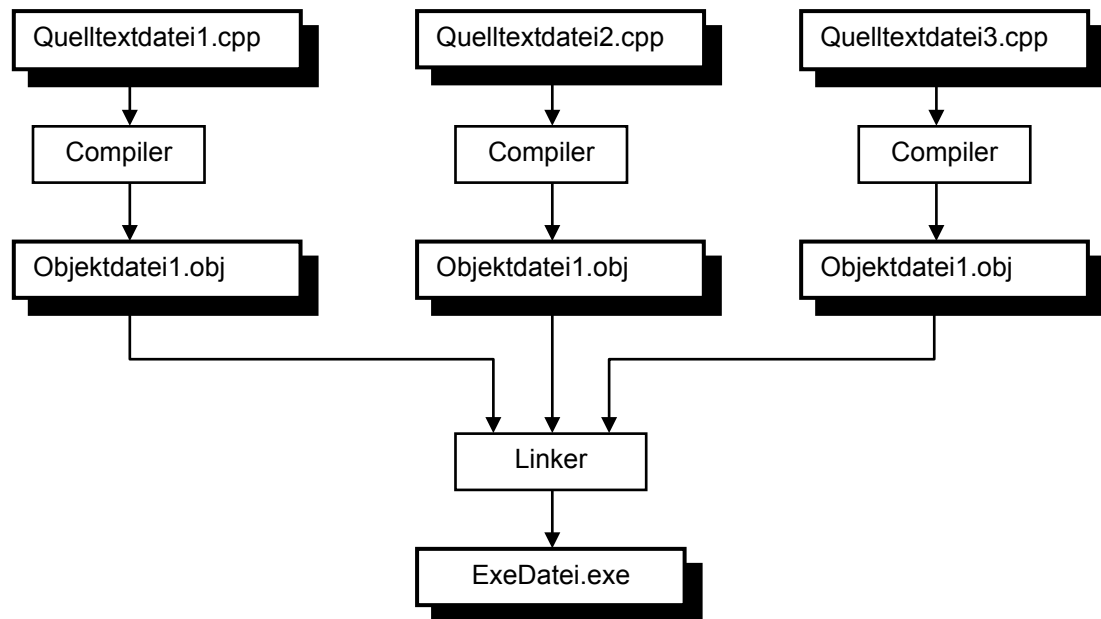 Quelltextdatei1.cpp
Quelltextdatei2.cpp
Quelltextdatei3.cpp
Compiler
Compiler
Compiler
Objektdatei1.obj
Objektdatei1.obj
Objektdatei1.obj
Linker
ExeDatei.exe